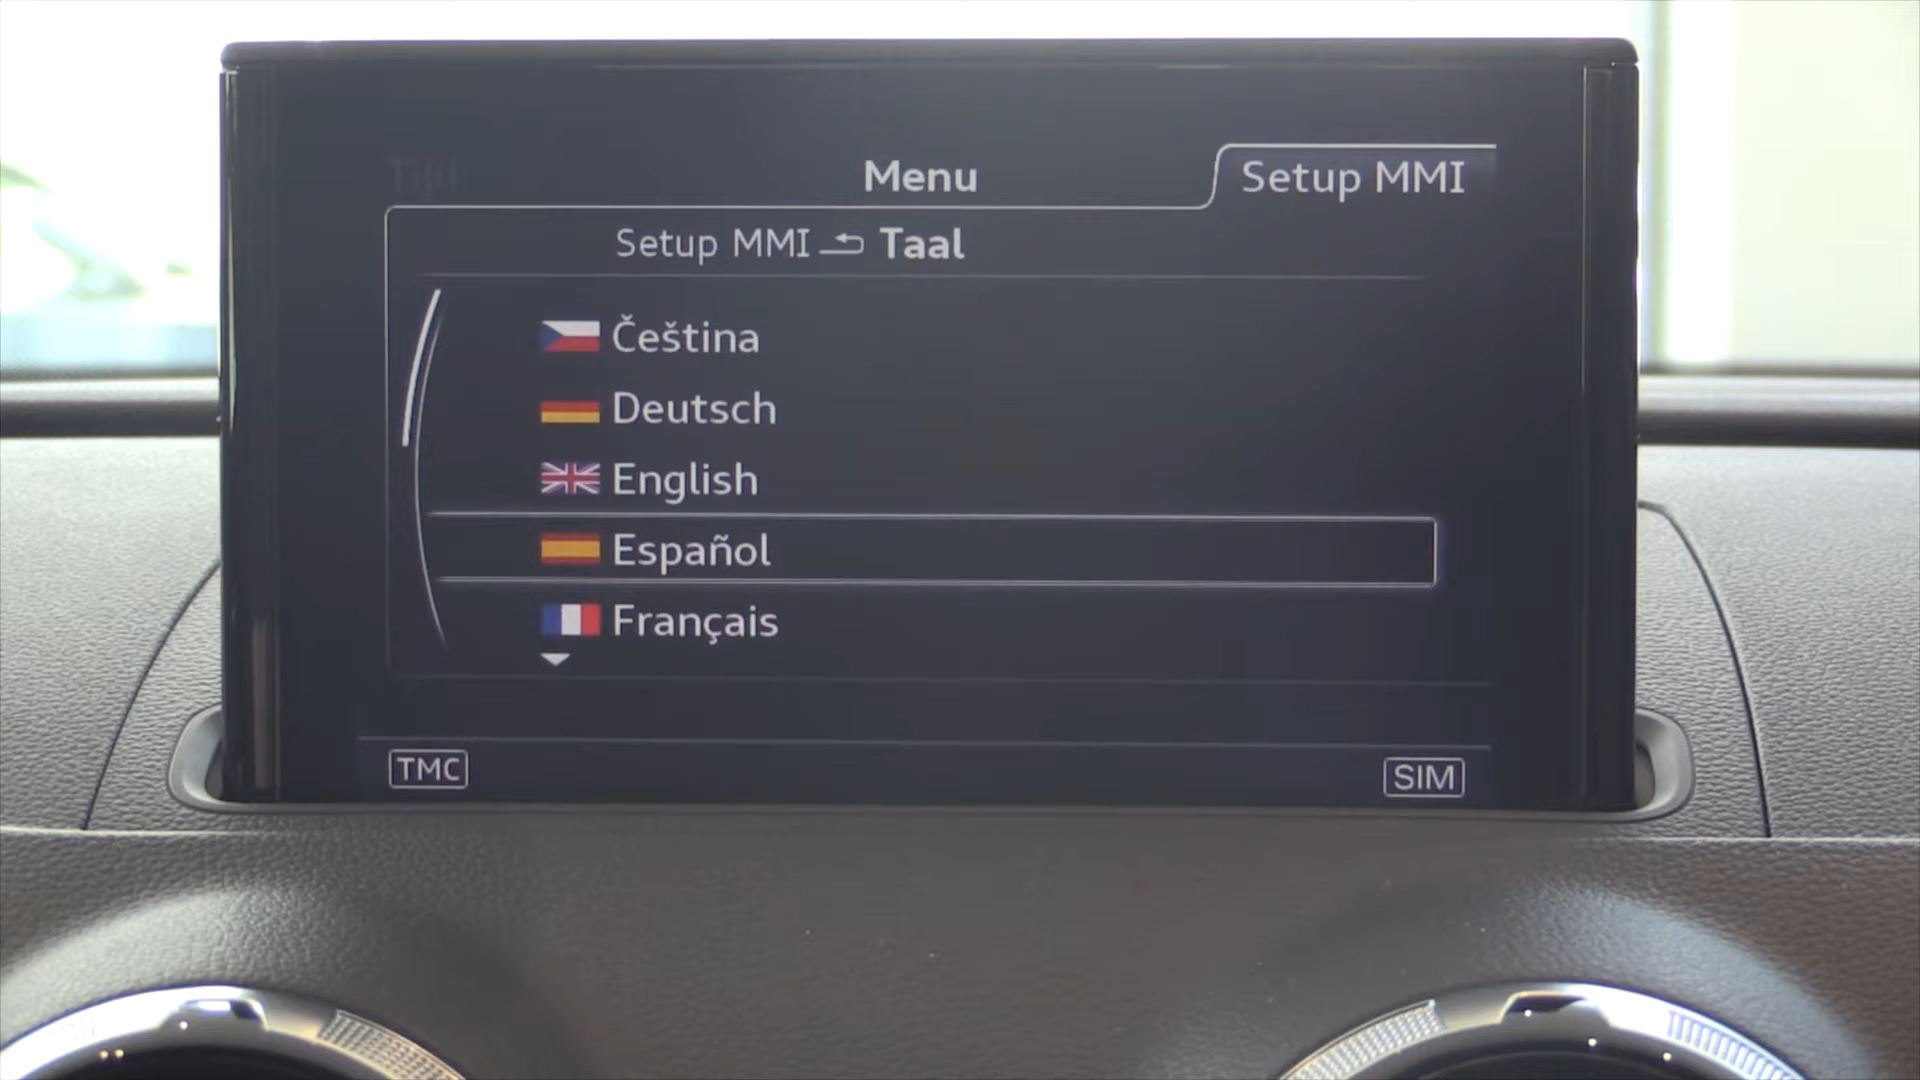 Menu
Setup MMI
Setup MMI Taal
Čeština
Deutsch
English
Español
Français
TMC
SIM